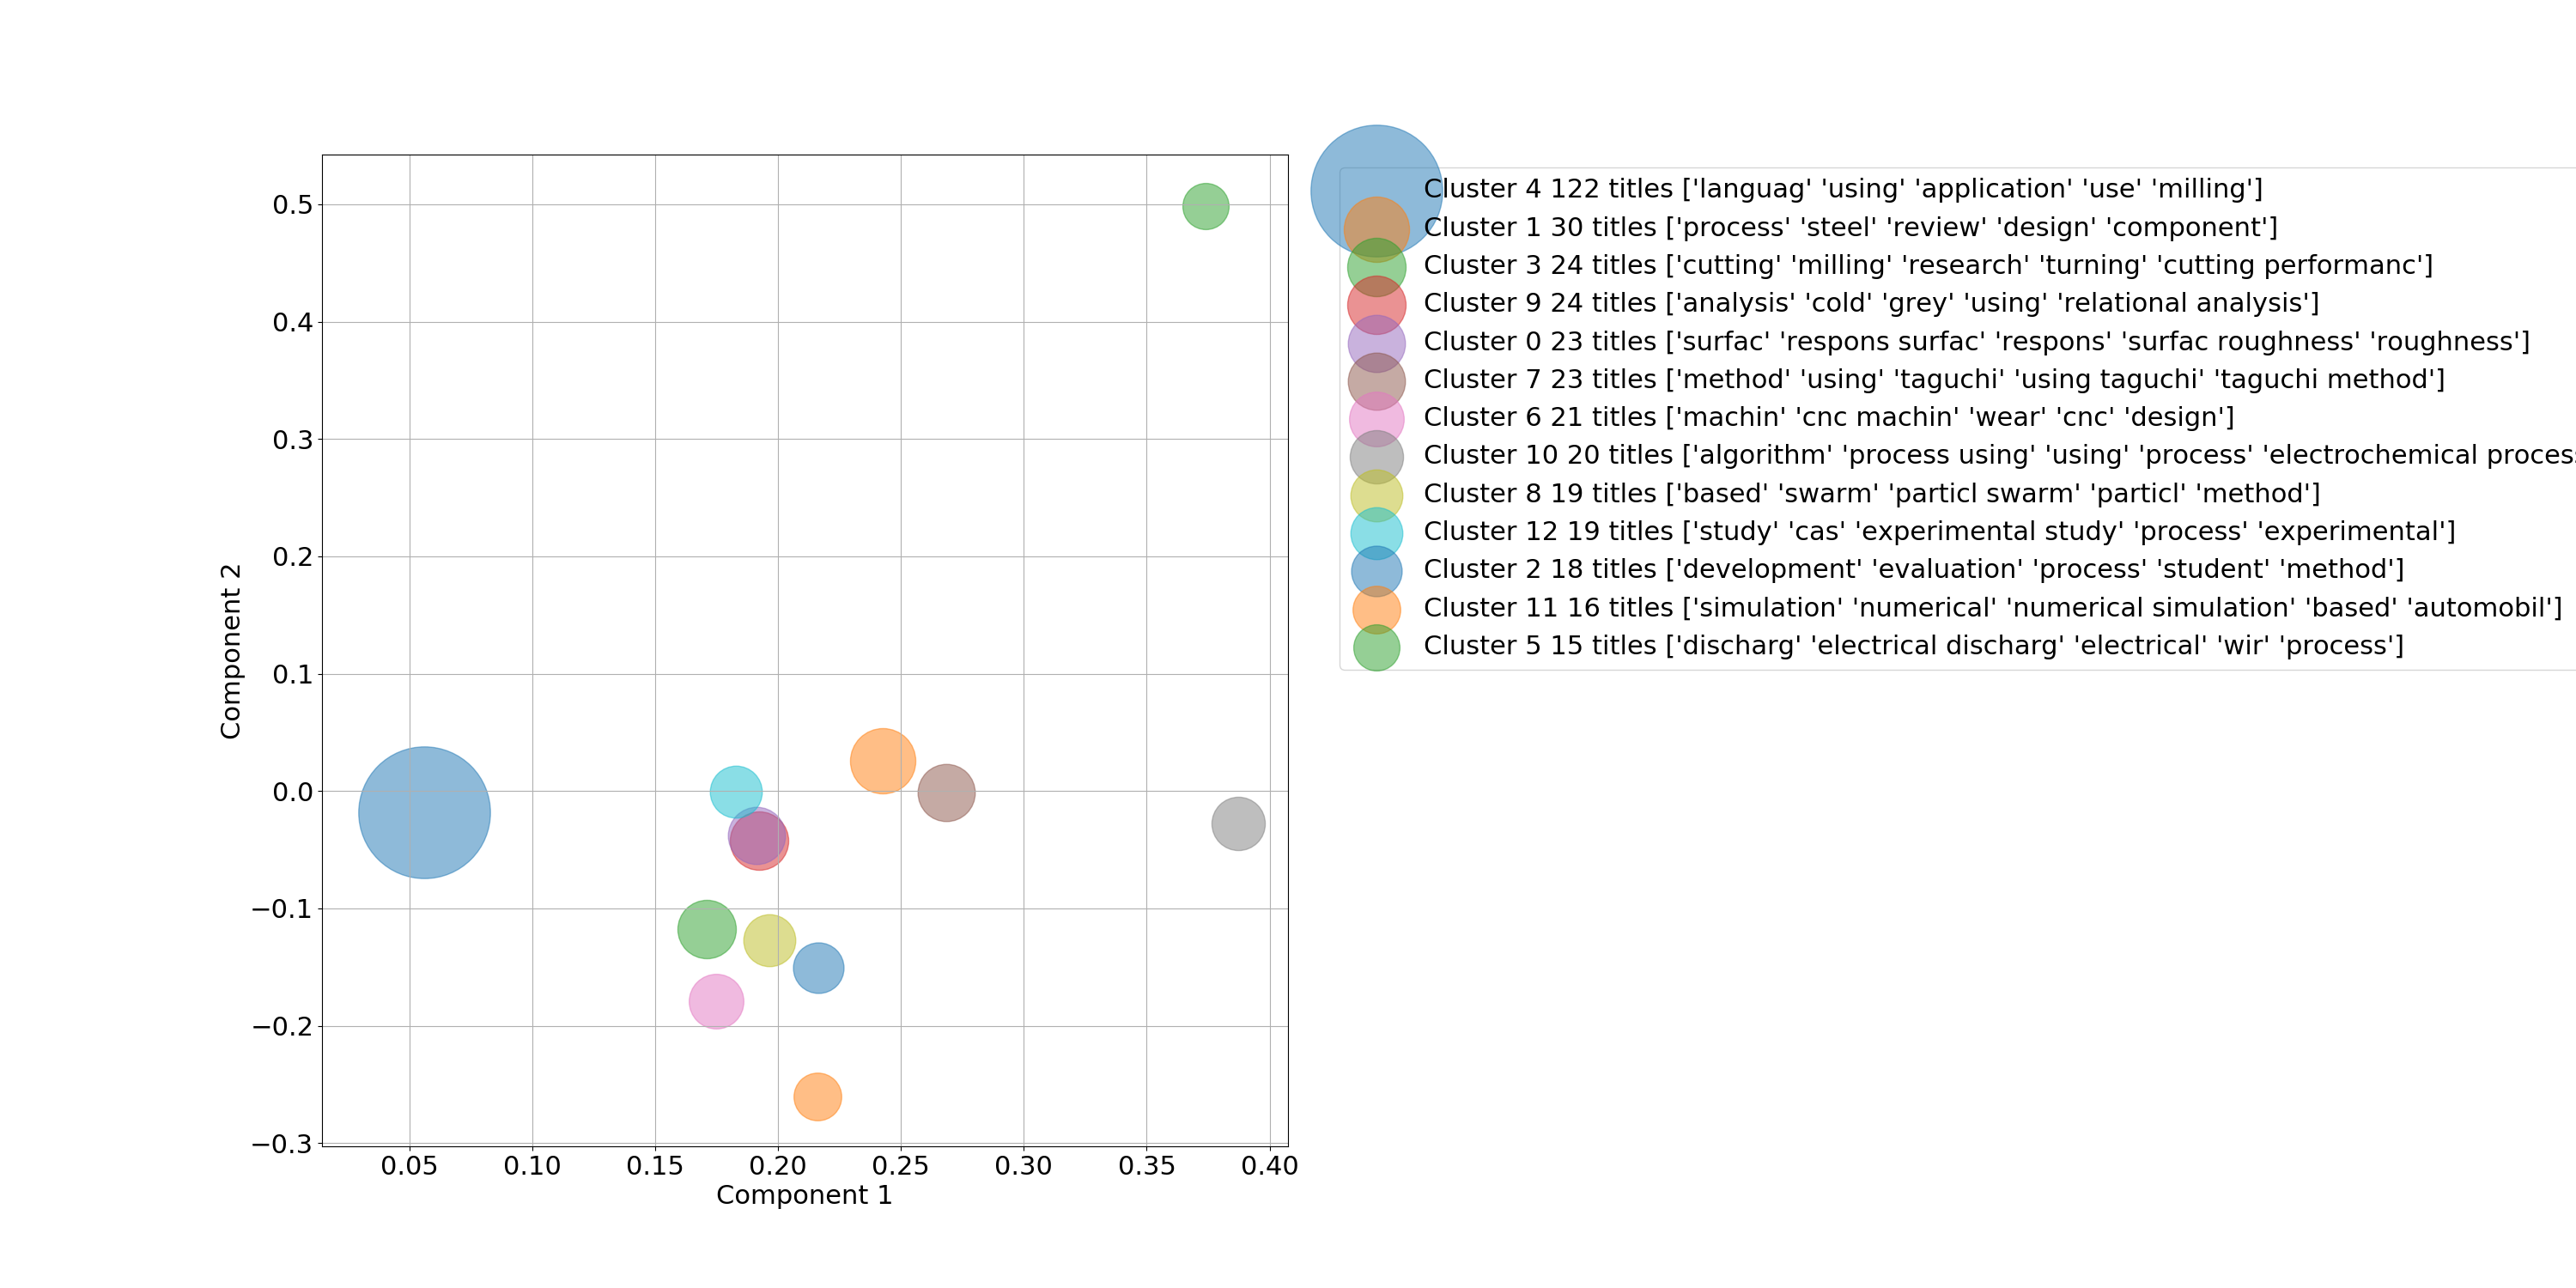 0.5
0.4
0.3
0.2
0.1
0.0
−0.1
−0.2
−0.3
Component 2
0.05 0.10 0.15 0.20 0.25 0.30 0.35 0.40
Component 1
Cluster 4 122 titles ['languag' 'using' 'application' 'use' 'milling']
Cluster 1 30 titles ['process' 'steel' 'review' 'design' 'component']
Cluster 3 24 titles ['cutting' 'milling' 'research' 'turning' 'cutting performanc']
Cluster 9 24 titles ['analysis' 'cold' 'grey' 'using' 'relational analysis']
Cluster 0 23 titles ['surfac' 'respons surfac' 'respons' 'surfac roughness' 'roughness']
Cluster 7 23 titles ['method' 'using' 'taguchi' 'using taguchi' 'taguchi method']
Cluster 6 21 titles ['machin' 'cnc machin' 'wear' 'cnc' 'design']
Cluster 10 20 titles ['algorithm' 'process using' 'using' 'process' 'electrochemical proces
Cluster 8 19 titles ['based' 'swarm' 'particl swarm' 'particl' 'method']
Cluster 12 19 titles ['study' 'cas' 'experimental study' 'process' 'experimental']
Cluster 2 18 titles ['development' 'evaluation' 'process' 'student' 'method']
Cluster 11 16 titles ['simulation' 'numerical' 'numerical simulation' 'based' 'automobil']
Cluster 5 15 titles ['discharg' 'electrical discharg' 'electrical' 'wir' 'process']